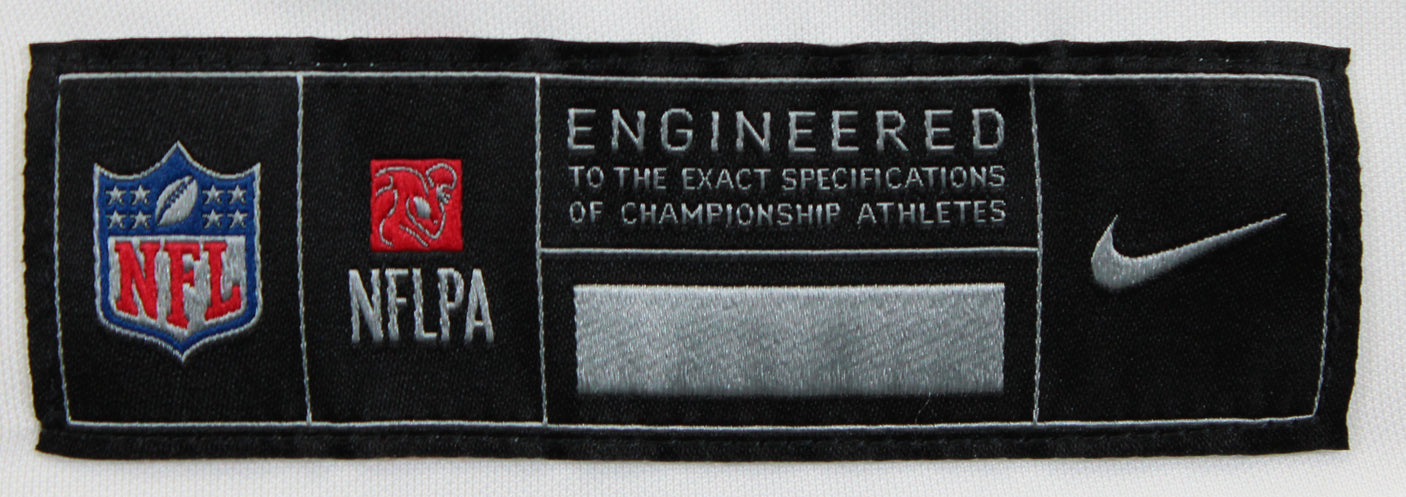 NFL
NFLPA
ENGINEERED
TO THE EXACT SPECIFICATIONS
OF CHAMPIONSHIP ATHLETES